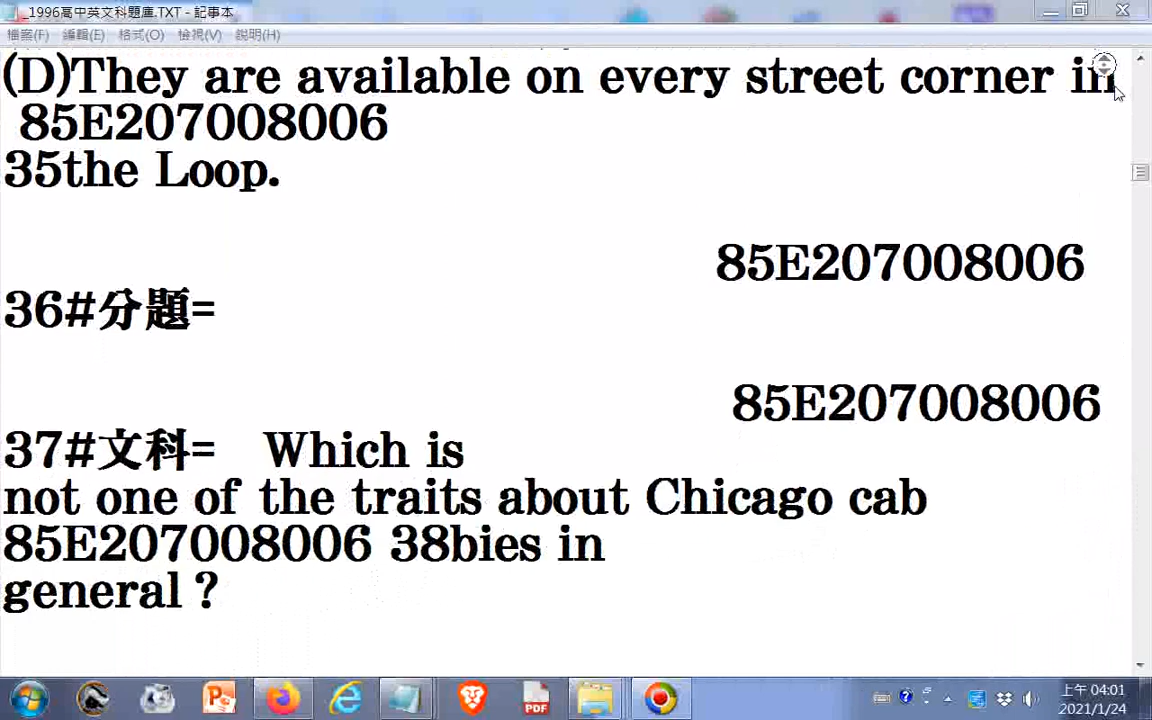 _1996高中英文科題庫.TXT - 記事本
檔案(F) 編輯(E) 格式(O) 檢視(V) 說明(H)
(D)They are available on every street corner in
85E207008006
35the Loop.
85E207008006
36#分題=
85E207008006
37#文科= Which is
not one of the traits about Chicago cab
85E207008006 38bies in
general？
PDF
上午 04:01
2021/1/24